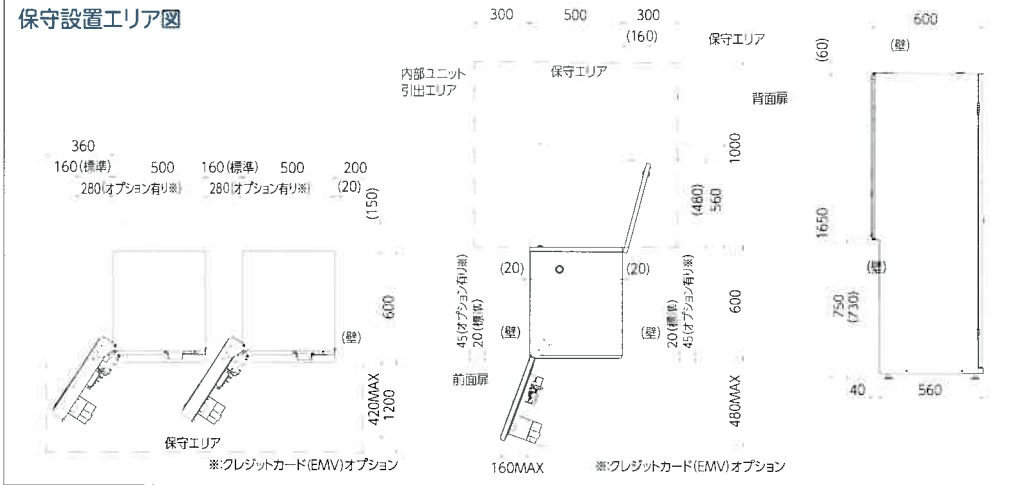 保守設置エリア図
360
160(標準) 500 160(標準) 500 200
280(オプション有り※) 280(オプション有り※) (20)
(150)
600
(壁)
420MAX
1200
保守エリア
※:クレジットカード(EMV)オプション
300 500 300
(160)
保守エリア
内部ユニット
引出エリア
保守エリア
背面扉
1000
(480)
560
(20) (20)
45(オプション有り※)
20(標準)
(壁) (壁)
20(標準)
45(オプション有り※)
600
前面扉
480MAX
160MAX
※:クレジットカード(EMV)オプション
600
(60)
(壁)
1650
(壁)
750
(730)
40 560